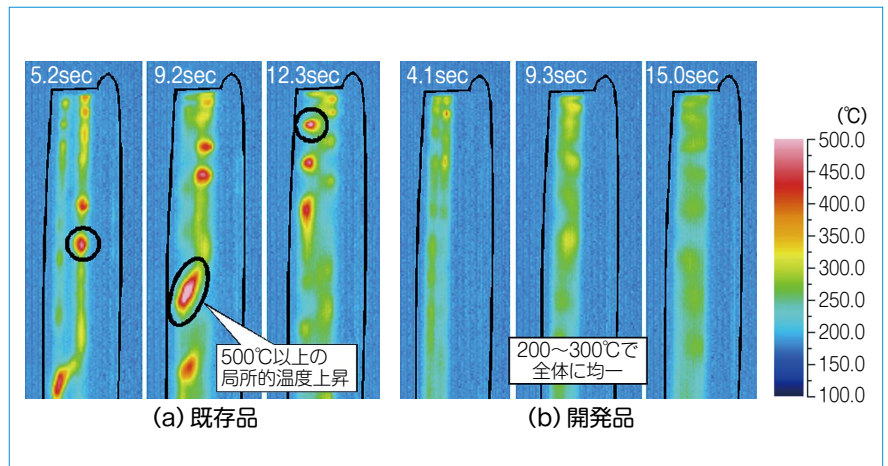 5.2sec
9.2sec
12.3sec
4.1sec
9.3sec
15.0sec
(℃)
500.0
450.0
400.0
350.0
300.0
250.0
200.0
150.0
100.0
500℃以上の
局所的温度上昇
200～300℃で
全体に均一
(a) 既存品
(b) 開発品